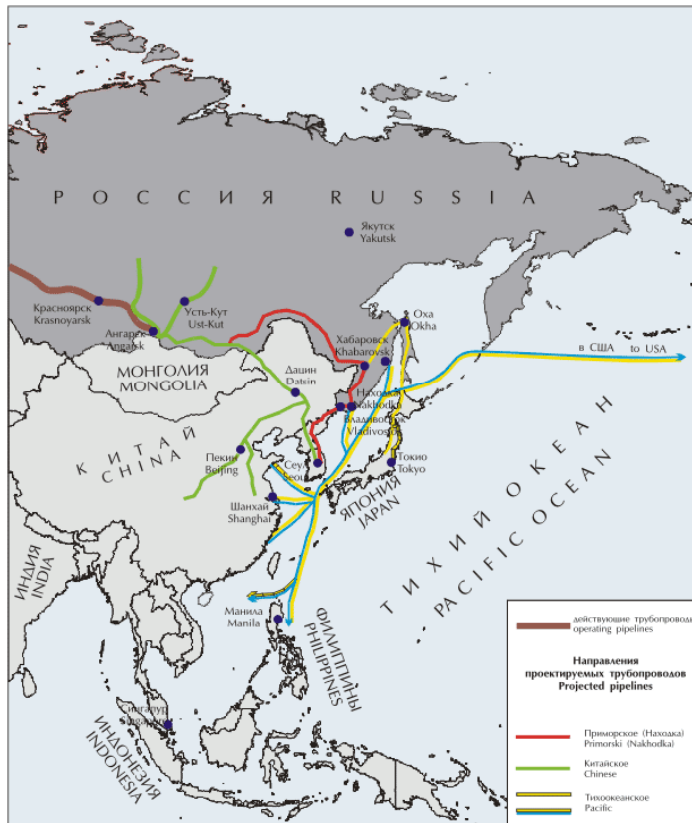 РОССИЯ RUSSIA
Якутск
Yakutsk
Красноярск
Krasnoyarsk
Усть-Кут
Ust-Kut
Ангарск
Angarsk
Оха
Okha
Хабаровск
Khabarovsk
в США to USA
МОНГОЛИЯ
MONGOLIA
Дацин
Datsin
Находка
Nakhodka
Владивосток
Vladivostok
КИТАЙ
CHINA
Пекин
Beijing
Сеул
Seoul
Токио
Tokyo
ЯПОНИЯ
JAPAN
Шанхай
Shanghai
ТИХИЙ ОКЕАН
PACIFIC OCEAN
ИНДИЯ
INDIA
Манила
Manila
ФИЛИППИНЫ
PHILIPPINES
Сингапур
Singapore
ИНДОНЕЗИЯ
INDONESIA
действующие трубопровод
operating pipelines
Направления
проектируемых трубопроводов
Projected pipelines
Приморское (Находка)
Primorski (Nakhodka)
Китайское
Chinese
Тихоокеанское
Pacific